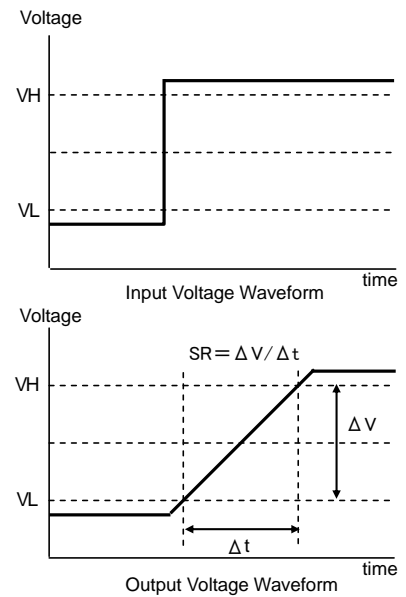 Voltage
VH
VL
time
Input Voltage Waveform
Voltage
SR=ΔV/Δt
VH
ΔV
VL
Δt
time
Output Voltage Waveform